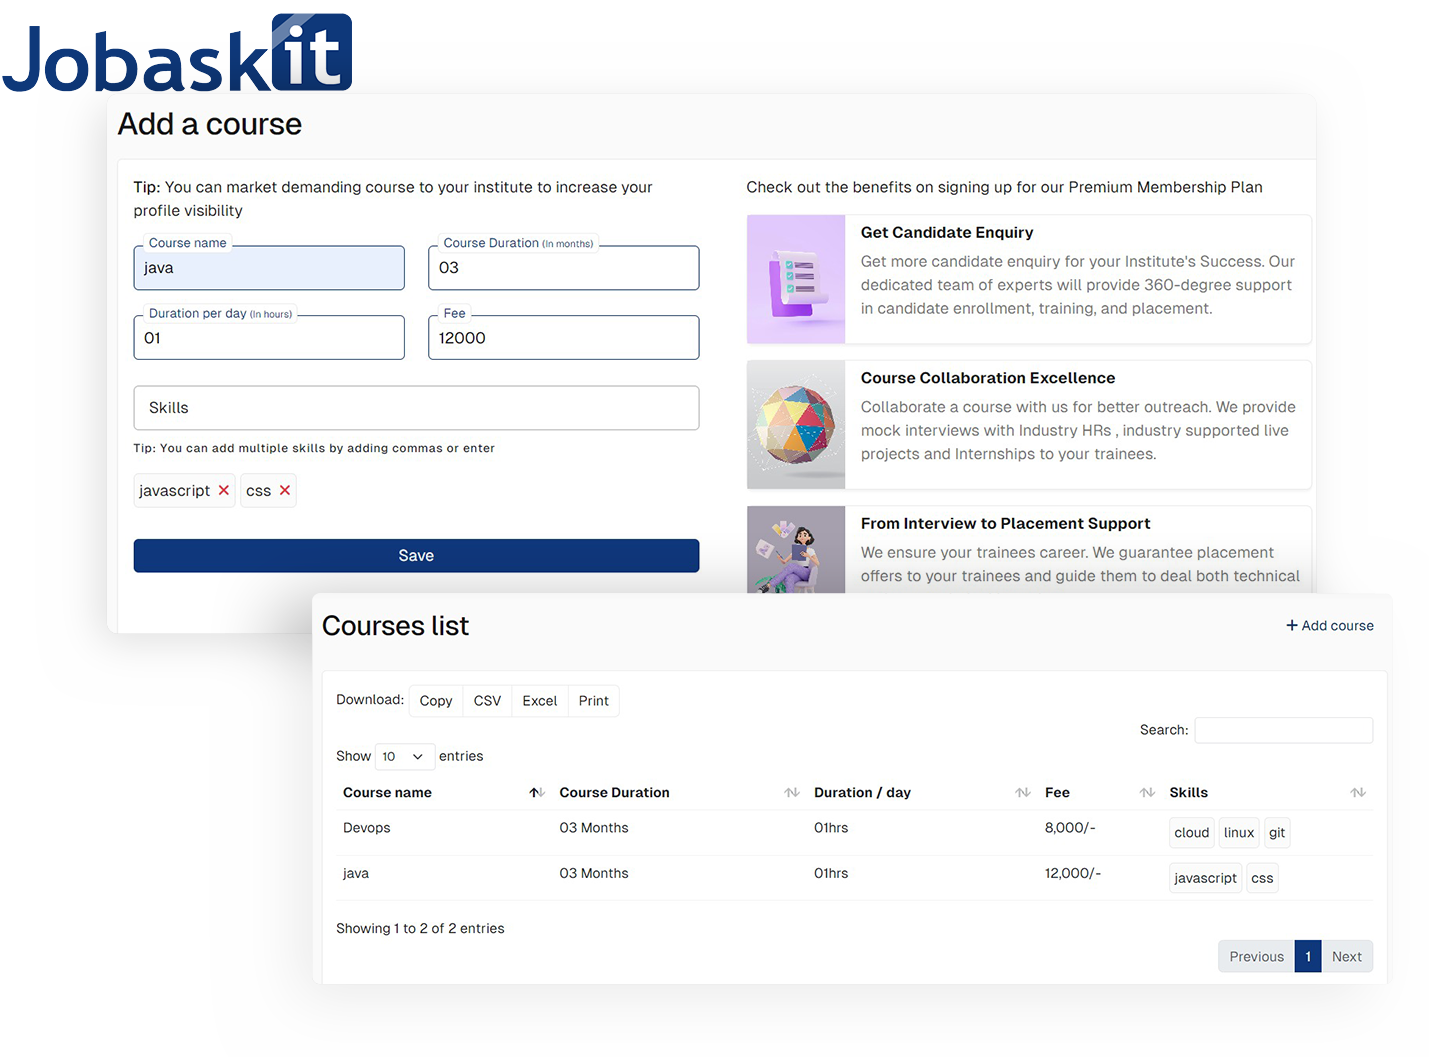 Jobaskit
Add a course
Tip: You can market demanding course to your institute to increase your
profile visibility
Course name
java
Course Duration (In months)
03
Duration per day (In hours)
01
Fee
12000
Skills
Tip: You can add multiple skills by adding commas or enter
javascript ✕ css ✕
Save
Check out the benefits on signing up for our Premium Membership Plan
Get Candidate Enquiry
Get more candidate enquiry for your Institute's Success. Our
dedicated team of experts will provide 360-degree support
in candidate enrollment, training, and placement.
Course Collaboration Excellence
Collaborate a course with us for better outreach. We provide
mock interviews with Industry HRs , industry supported live
projects and Internships to your trainees.
From Interview to Placement Support
We ensure your trainees career. We guarantee placement
offers to your trainees and guide them to deal both technical
Courses list
+ Add course
Download: Copy CSV Excel Print
Search:
Show 10 entries
Course name Course Duration Duration / day Fee Skills
Devops 03 Months 01hrs 8,000/- cloud linux git
java 03 Months 01hrs 12,000/- javascript css
Showing 1 to 2 of 2 entries
Previous 1 Next